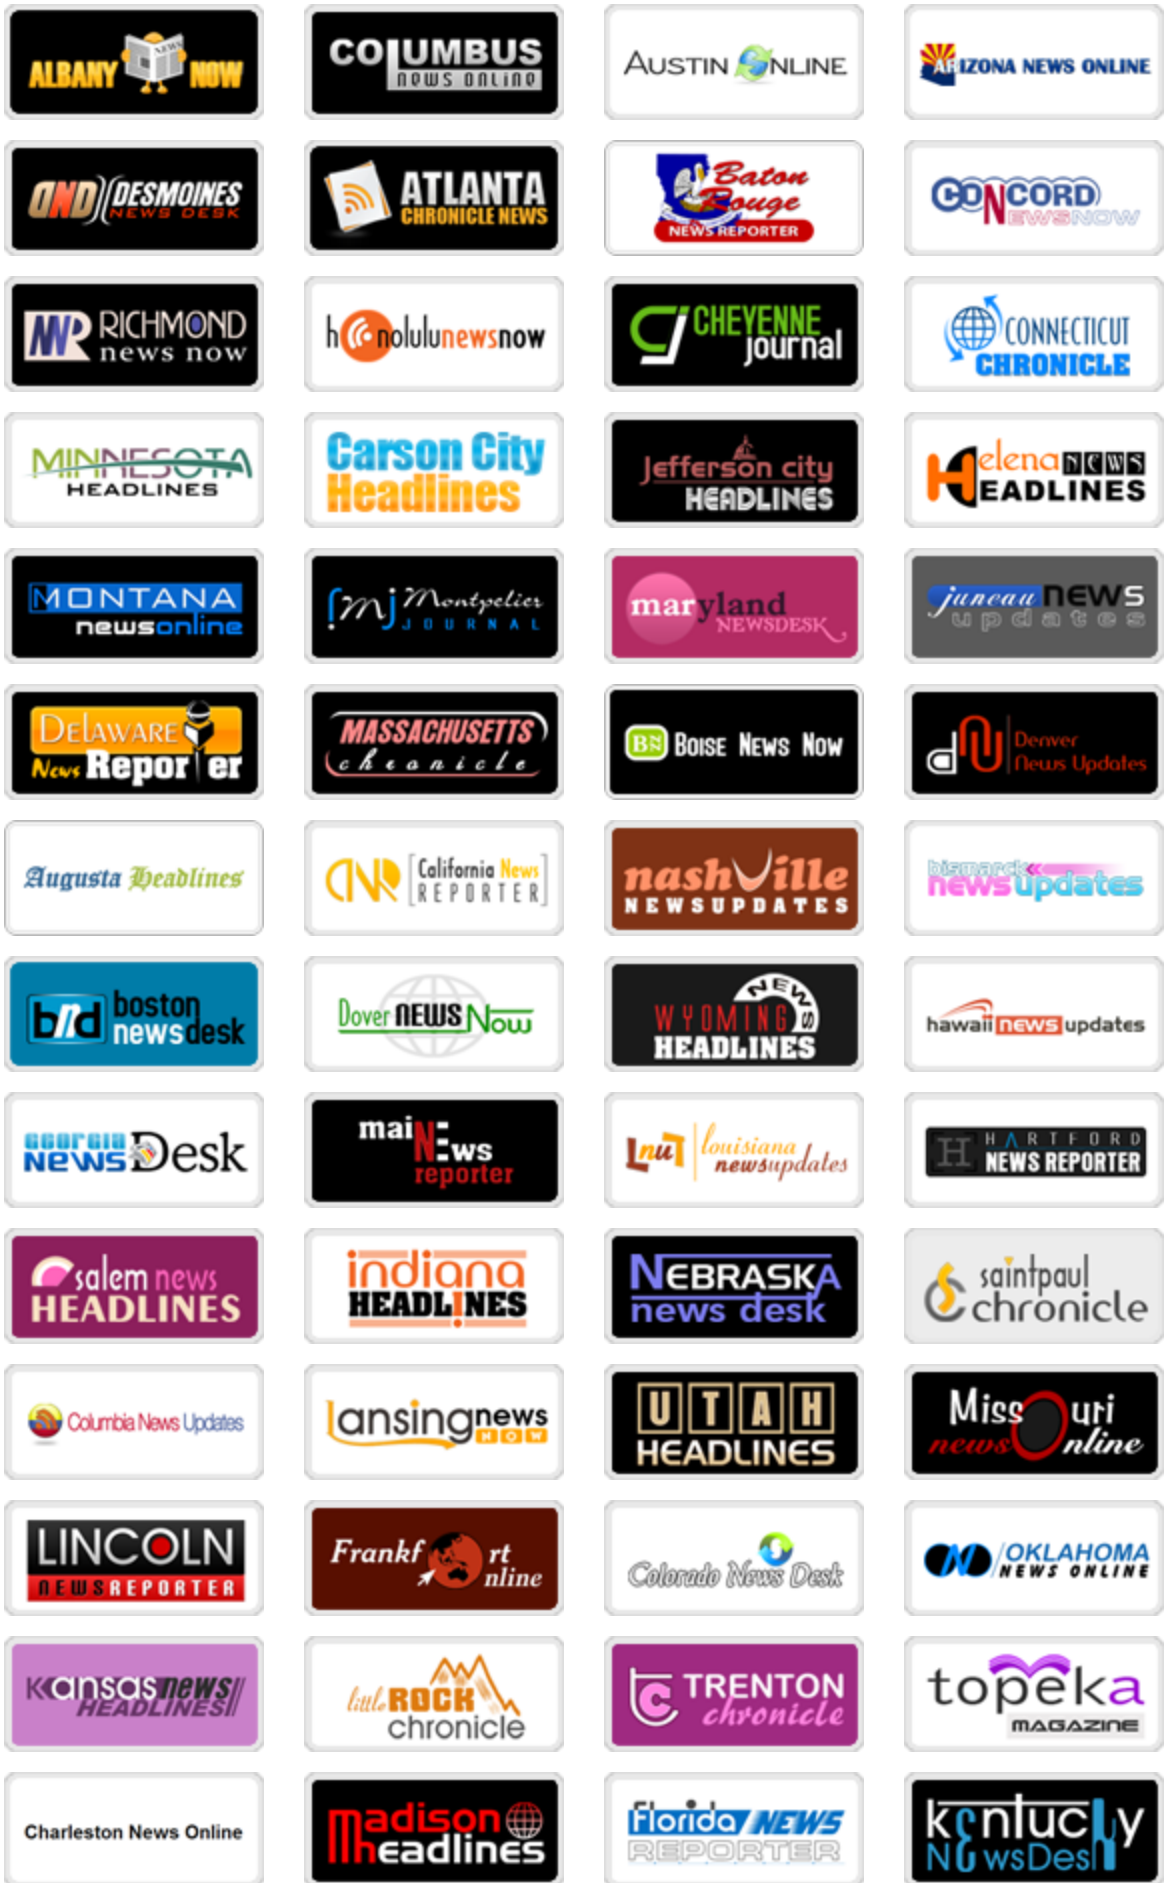 ALBANY NEWS NOW
COLUMBUS
NEWS ONLINE
AUSTIN ONLINE
ARIZONA NEWS ONLINE
DND DESMOINES
NEWS DESK
ATLANTA
CHRONICLE NEWS
Baton
Rouge
NEWS REPORTER
CONCORD
NEWSNOW
NNR RICHMOND
news now
honolulunewsnow
CJ CHEYENNE
journal
CONNECTICUT
CHRONICLE
MINNESOTA
HEADLINES
Carson City
Headlines
Jefferson city
HEADLINES
Helena NEWS
HEADLINES
MONTANA
newsonline
mj Montpelier
JOURNAL
maryland
NEWSDESK
juneau NEWS
updates
DELAWARE
News Reporter
MASSACHUSETTS
chronicle
BN BOISE NEWS NOW
dNU Denver
News Updates
Augusta Headlines
CNR California News
REPORTER
nashville
NEWSUPDATES
bismarck
newsupdates
bnd boston
newsdesk
Dover NEWS Now
NEWS
WYOMING
HEADLINES
hawaii news updates
GEORGIA
NEWS Desk
maiNEws
reporter
Lnut louisiana
newsupdates
H HARTFORD
NEWS REPORTER
salem news
HEADLINES
indiana
HEADLINES
NEBRASKA
news desk
saintpaul
chronicle
Columbia News Updates
Lansing news
NOW
UTAH
HEADLINES
Missouri
news Online
LINCOLN
NEWSREPORTER
Frankfort
Online
Colorado News Desk
ON OKLAHOMA
NEWS ONLINE
Kansas news
HEADLINES
little ROCK
chronicle
tc TRENTON
chronicle
topeka
MAGAZINE
Charleston News Online
madison
Headlines
Florida NEWS
REPORTER
kentucky
NEwsDesk